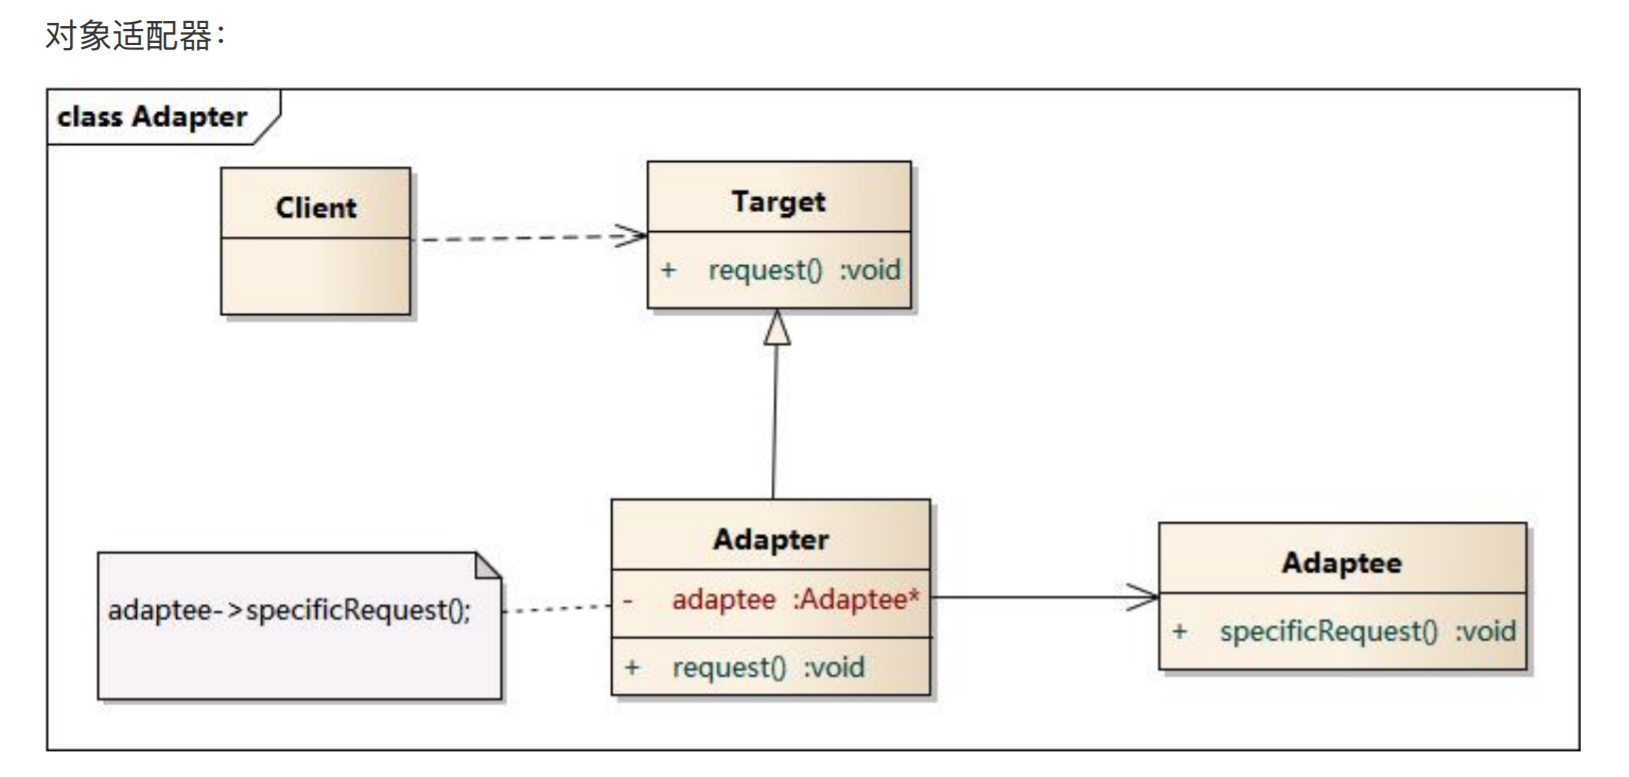 对象适配器：
class Adapter
Client
Target
+ request() :void
Adapter
- adaptee :Adaptee*
+ request() :void
adaptee->specificRequest();
Adaptee
+ specificRequest() :void